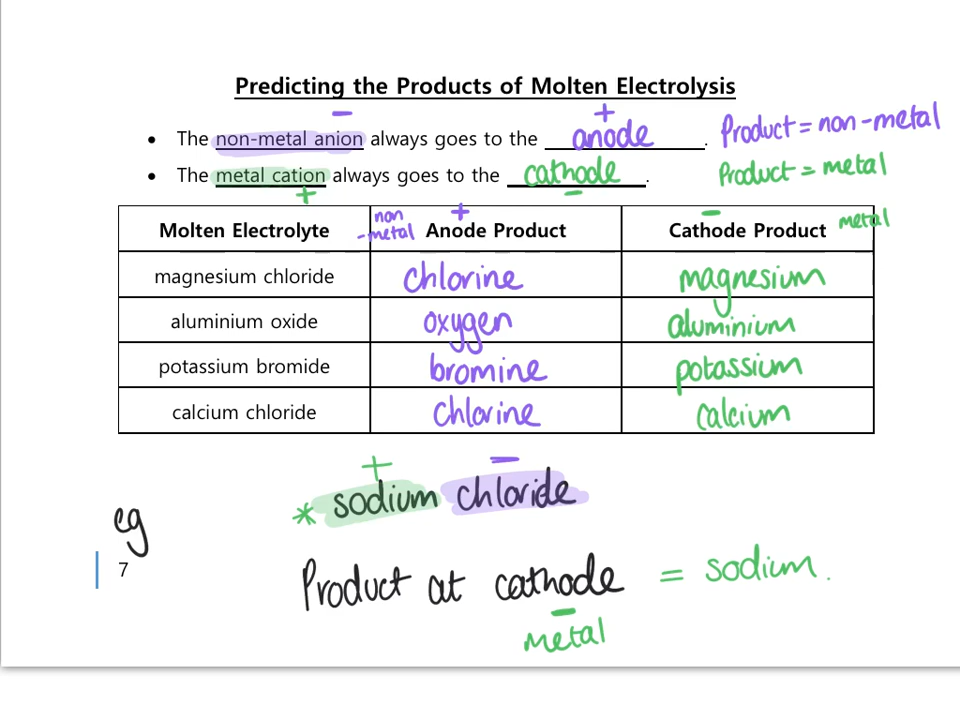 Predicting the Products of Molten Electrolysis
−
+
• The non-metal anion always goes to the anode. Product = non-metal
• The metal cation always goes to the cathode. Product = metal
+
−
non-metal
+
−
metal
Molten Electrolyte Anode Product Cathode Product
magnesium chloride chlorine magnesium
aluminium oxide oxygen aluminium
potassium bromide bromine potassium
calcium chloride chlorine calcium
+ −
* sodium chloride
eg
7
Product at cathode = sodium.
−
metal